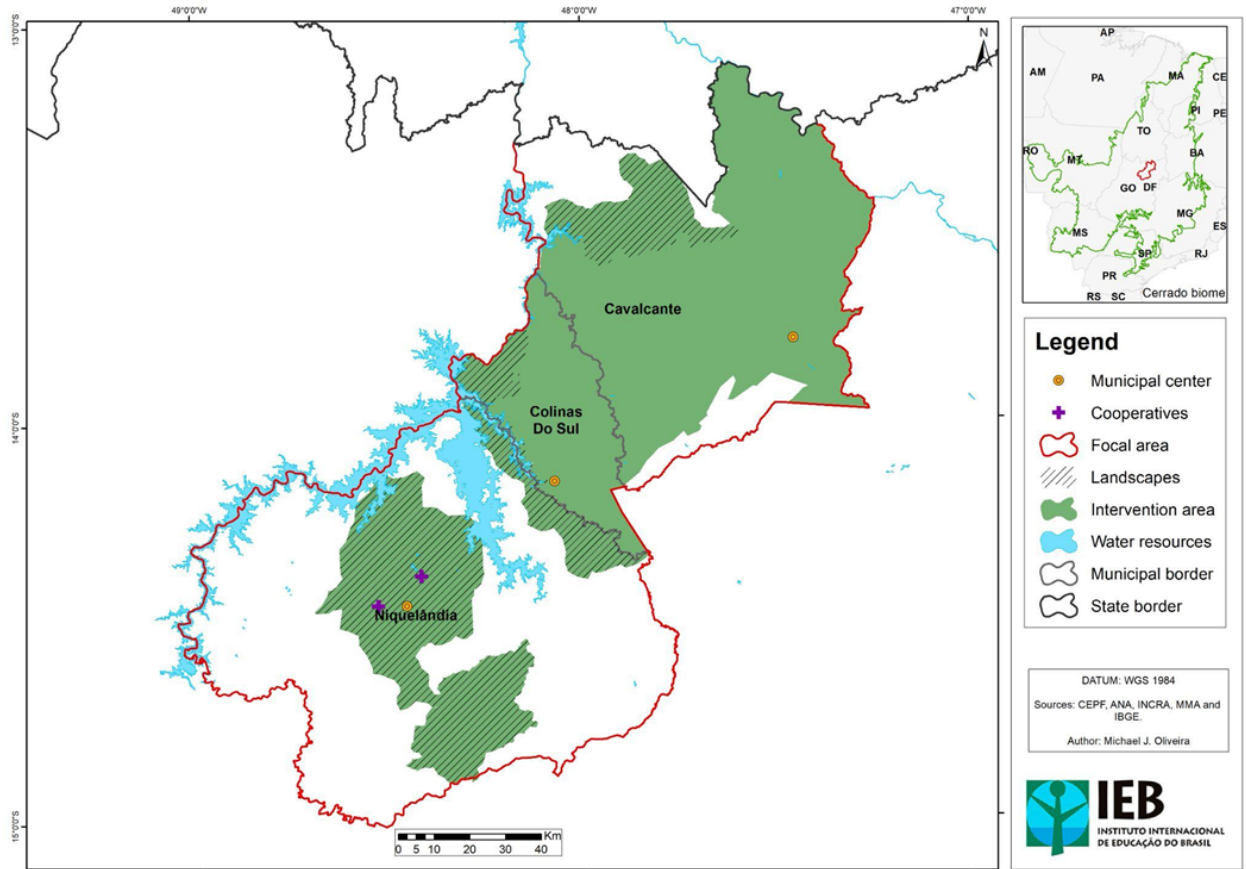 49°0'0"W
48°0'0"W
47°0'0"W
13°0'0"S
14°0'0"S
15°0'0"S
N
Cavalcante
Colinas
Do Sul
Niquelândia
Km
0 5 10 20 30 40
AP
AM
PA
MA
CE
PI
PE
TO
RO
MT
BA
GO DF
MG
MS
ES
SP
RJ
PR
RS SC
Cerrado biome
Legend
Municipal center
Cooperatives
Focal area
Landscapes
Intervention area
Water resources
Municipal border
State border
DATUM: WGS 1984
Sources: CEPF, ANA, INCRA, MMA and
IBGE.
Author: Michael J. Oliveira
IEB
INSTITUTO INTERNACIONAL
DE EDUCAÇÃO DO BRASIL